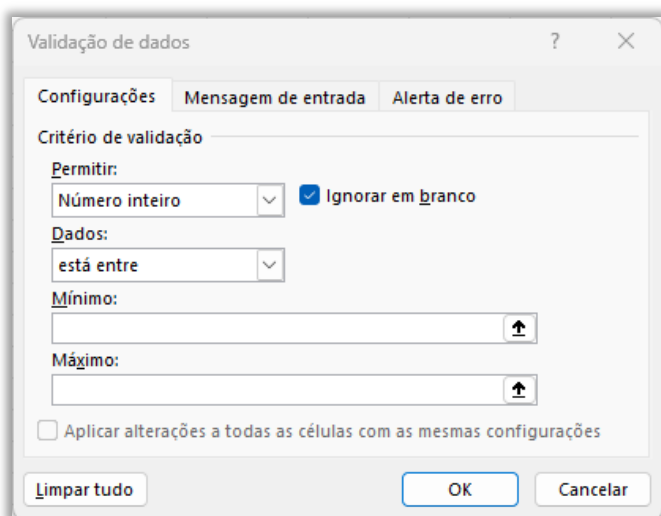 Validação de dados ?
Configurações Mensagem de entrada Alerta de erro
Critério de validação
Permitir:
Número inteiro Ignorar em branco
Dados:
está entre
Mínimo:
Máximo:
Aplicar alterações a todas as células com as mesmas configurações
Limpar tudo OK Cancelar